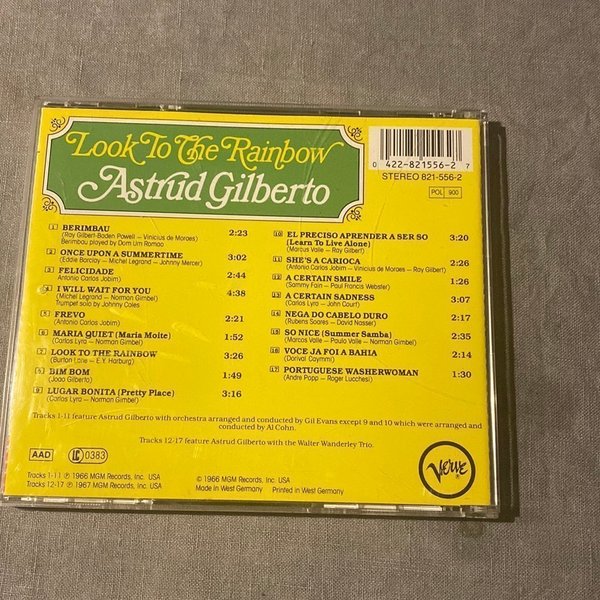 Look To The Rainbow
Astrud Gilberto
0 422-821556-2 7
STEREO 821-556-2
POL 900
1 BERIMBAU 2:23
(Ray Gilbert-Baden Powell - Vinicius de Moraes)
Berimbau played by Dom Um Romao
2 ONCE UPON A SUMMERTIME 3:02
(Eddie Barclay - Michel Legrand - Johnny Mercer)
3 FELICIDADE 2:44
Antonio Carlos Jobim)
4 I WILL WAIT FOR YOU 4:38
(Michel Legrand - Norman Gimbel)
Trumpet solo by Johnny Coles
5 FREVO 2:21
(Antonio Carlos Jobim)
6 MARIA QUIET (Maria Moite) 1:52
(Carlos Lyra - Norman Gimbel)
7 LOOK TO THE RAINBOW 3:26
(Burton Lane - E.Y. Harburg)
8 BIM BOM 1:49
(Joao Gilberto)
9 LUGAR BONITA (Pretty Place) 3:16
(Carlos Lyra - Norman Gimbel)
10 EL PRECISO APRENDER A SER SO 3:20
(Learn To Live Alone)
(Marcos Valle - Ray Gilbert)
11 SHE'S A CARIOCA 2:26
(Antonio Carlos Jobim - Vinicius de Moraes - Ray Gilbert)
12 A CERTAIN SMILE 1:26
(Sammy Fain - Paul Francis Webster)
13 A CERTAIN SADNESS 3:07
(Carlos Lyra - John Court)
14 NEGA DO CABELO DURO 2:17
(Rubens Soares - David Nasser)
15 SO NICE (Summer Samba) 2:35
(Marcos Valle - Paulo Valle - Norman Gimbel)
16 VOCE JA FOI A BAHIA 2:14
(Dorival Caymmi)
17 PORTUGUESE WASHERWOMAN 1:30
(Andre Popp - Roger Lucchesi)
Tracks 1-11 feature Astrud Gilberto with orchestra arranged and conducted by Gil Evans except 9 and 10 which were arranged and
conducted by Al Cohn.
Tracks 12-17 feature Astrud Gilberto with the Walter Wanderley Trio.
AAD
LC 0383
Tracks 1-11 ℗ 1966 MGM Records, Inc. USA
Tracks 12-17 ℗ 1967 MGM Records, Inc. USA
© 1966 MGM Records, Inc. USA
Made in West Germany Printed in West Germany
Verve